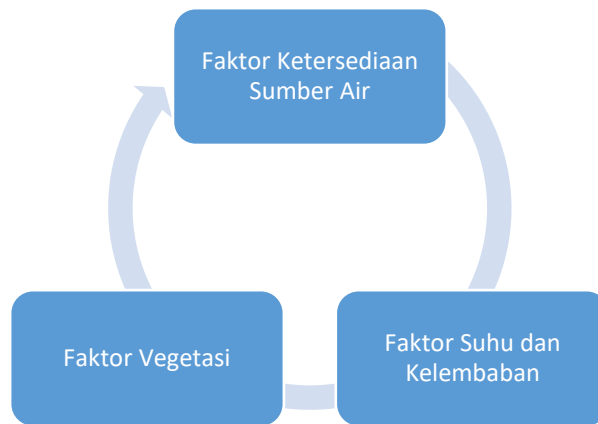 Faktor Ketersediaan
Sumber Air
Faktor Vegetasi
Faktor Suhu dan
Kelembaban